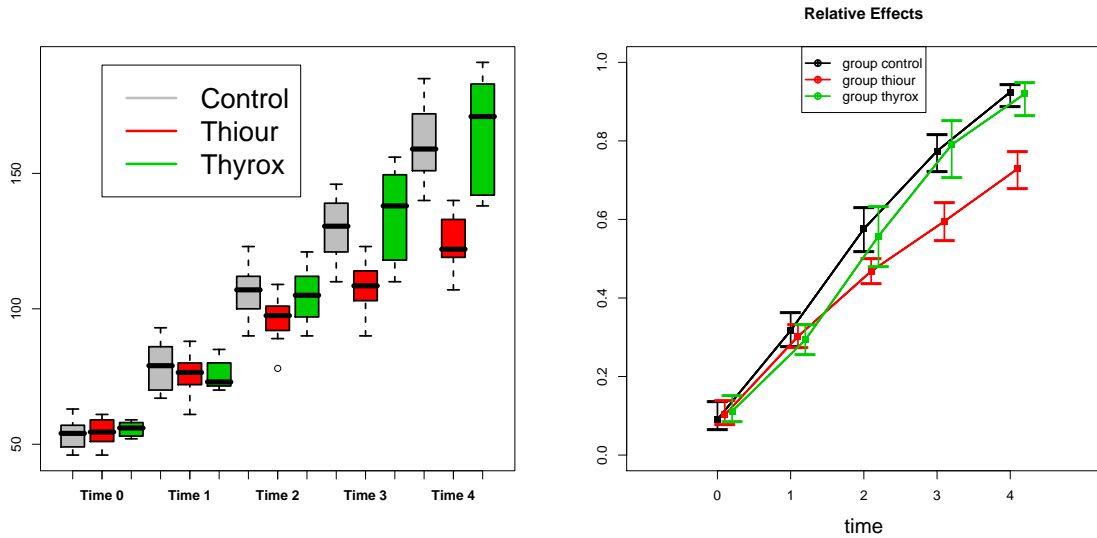 Control
Thiour
Thyrox
50
100
150
Time 0 Time 1 Time 2 Time 3 Time 4
Relative Effects
group control
group thiour
group thyrox
0.0
0.2
0.4
0.6
0.8
1.0
0 1 2 3 4
time